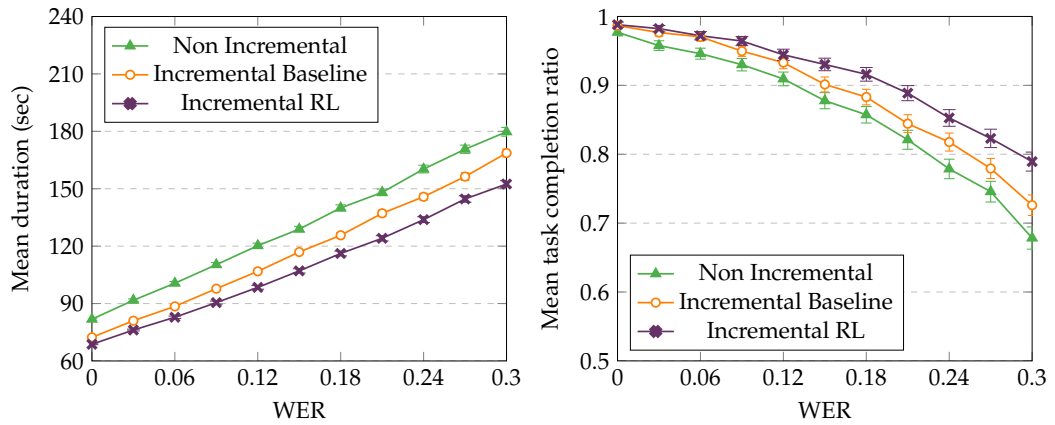 240
210
180
150
120
90
60
Mean duration (sec)
Non Incremental
Incremental Baseline
Incremental RL
0 0.06 0.12 0.18 0.24 0.3
WER
1
0.9
0.8
0.7
0.6
0.5
Mean task completion ratio
Non Incremental
Incremental Baseline
Incremental RL
0 0.06 0.12 0.18 0.24 0.3
WER